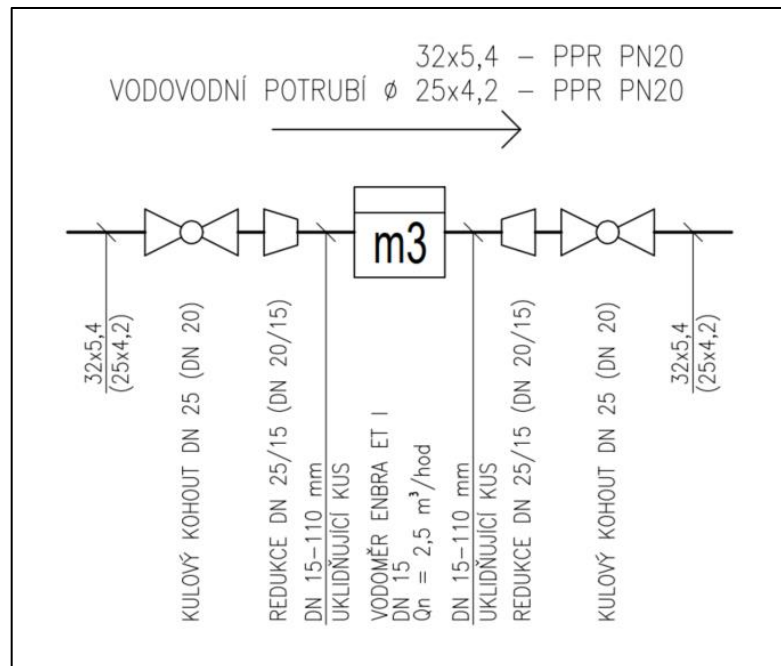 32x5,4 – PPR PN20
VODOVODNÍ POTRUBÍ ø 25x4,2 – PPR PN20
m3
32x5,4
(25x4,2)
KULOVÝ KOHOUT DN 25 (DN 20)
REDUKCE DN 25/15 (DN 20/15)
DN 15–110 mm
UKLIDŇUJÍCÍ KUS
VODOMĚR ENBRA ET I
DN 15
Qn = 2,5 m³/hod
DN 15–110 mm
UKLIDŇUJÍCÍ KUS
REDUKCE DN 25/15 (DN 20/15)
KULOVÝ KOHOUT DN 25 (DN 20)
32x5,4
(25x4,2)